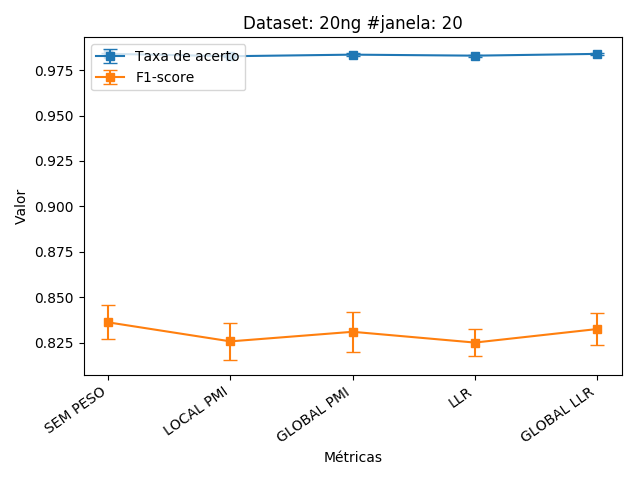 Dataset: 20ng #janela: 20
Taxa de acerto
F1-score
0.975
0.950
0.925
0.900
0.875
0.850
0.825
Valor
SEM PESO
LOCAL PMI
GLOBAL PMI
LLR
GLOBAL LLR
Métricas